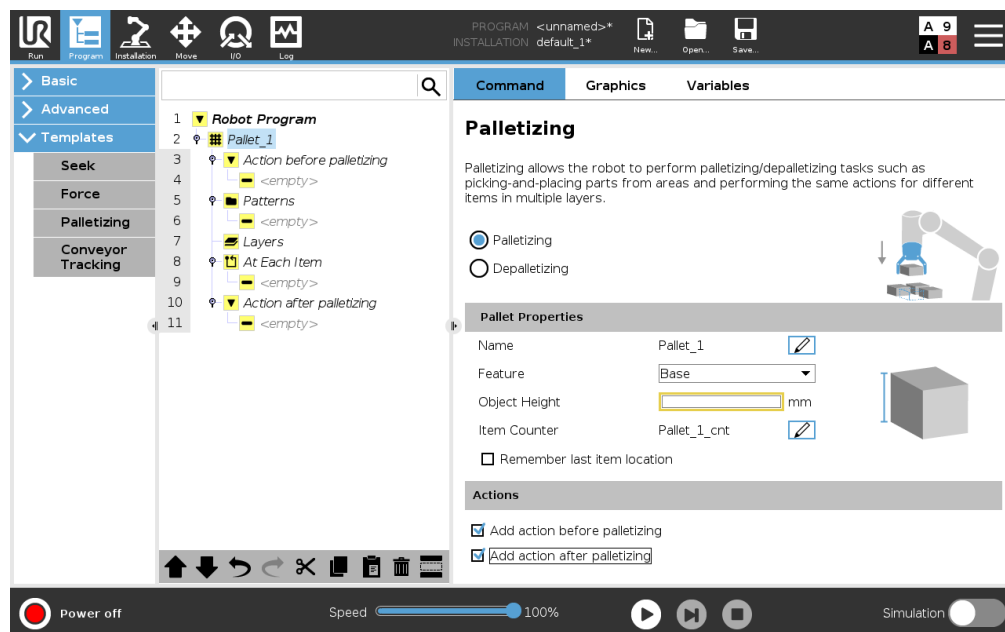 UR
Run
Program
Installation
Move
I/O
Log
PROGRAM <unnamed>*
INSTALLATION default_1*
New...
Open...
Save...
A 9
A 8
Basic
Advanced
Templates
Seek
Force
Palletizing
Conveyor
Tracking
1 Robot Program
2 Pallet_1
3 Action before palletizing
4 <empty>
5 Patterns
6 <empty>
7 Layers
8 At Each Item
9 <empty>
10 Action after palletizing
11 <empty>
Command Graphics Variables
Palletizing
Palletizing allows the robot to perform palletizing/depalletizing tasks such as
picking-and-placing parts from areas and performing the same actions for different
items in multiple layers.
Palletizing
Depalletizing
Pallet Properties
Name Pallet_1
Feature Base
Object Height mm
Item Counter Pallet_1_cnt
Remember last item location
Actions
Add action before palletizing
Add action after palletizing
Power off
Speed 100%
Simulation